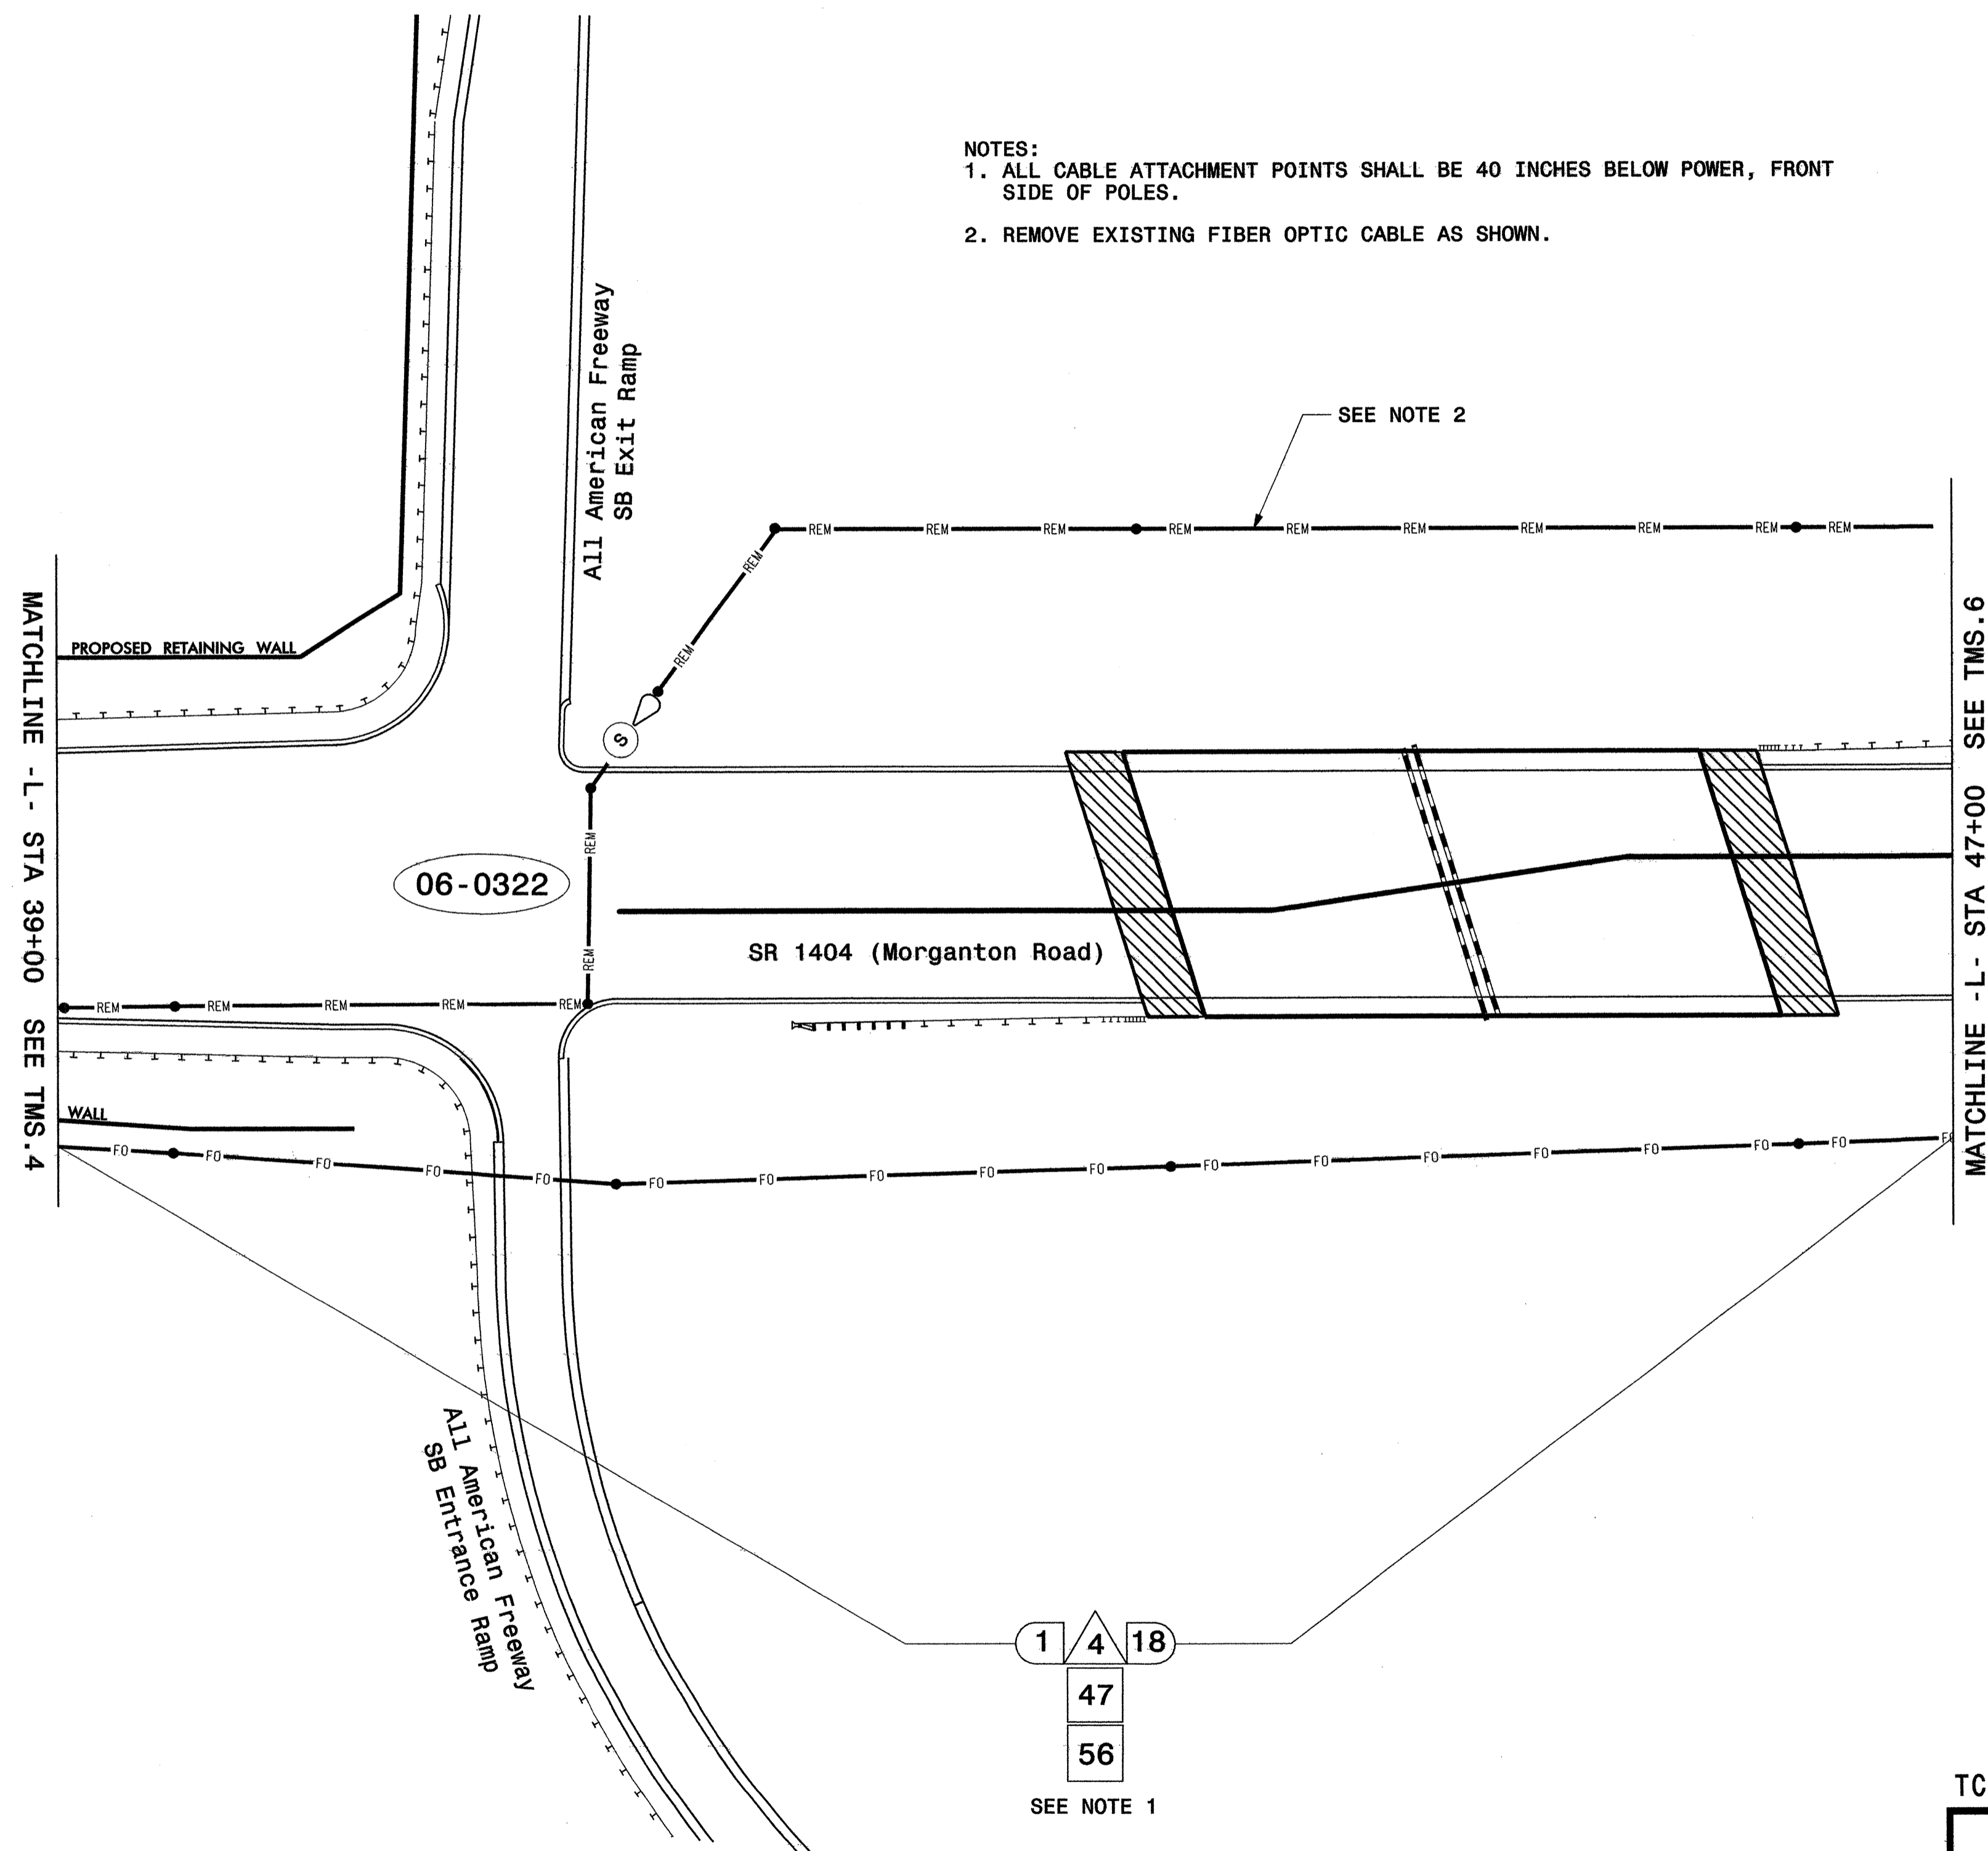 NOTES:
1. ALL CABLE ATTACHMENT POINTS SHALL BE 40 INCHES BELOW POWER, FRONT
SIDE OF POLES.
2. REMOVE EXISTING FIBER OPTIC CABLE AS SHOWN.
All American Freeway
SB Exit Ramp
SEE NOTE 2
REM REM REM REM REM REM REM REM REM REM
REM
REM
S
PROPOSED RETAINING WALL
MATCHLINE -L- STA 39+00 SEE TMS.4
MATCHLINE -L- STA 47+00 SEE TMS.6
REM
06-0322
REM
SR 1404 (Morganton Road)
REM REM REM REM REM
WALL
FO FO FO FO FO FO FO FO FO FO FO FO FO FO FO FO FO FO
All American Freeway
SB Entrance Ramp
1 4 18
47
56
SEE NOTE 1
TC